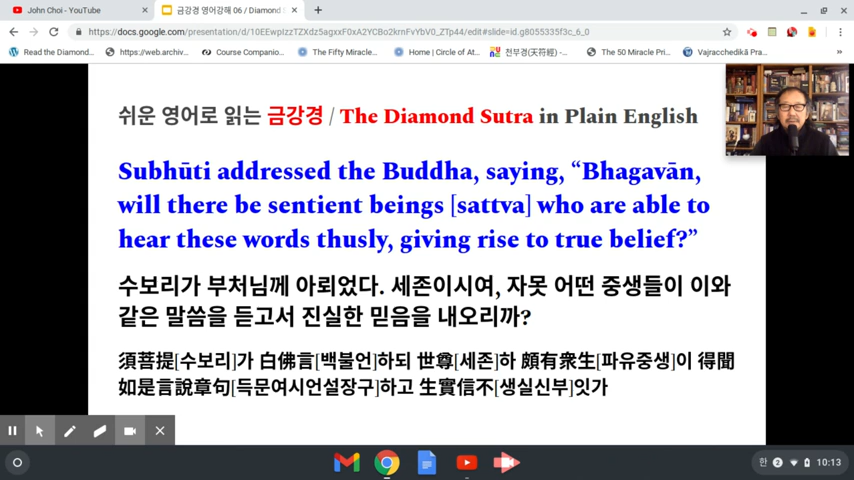 John Choi - YouTube
금강경 영어강해 06 / Diamond S
https://docs.google.com/presentation/d/10EEwpIzzTZXdz5agxxF0xA2YCBo2krnFvYbV0_ZTp44/edit#slide=id.g8055335f3c_6_0
Read the Diamond...
https://web.archiv...
Course Companio...
The Fifty Miracle...
Home | Circle of At...
천부경(天符經) -...
The 50 Miracle Pri...
Vajracchedikā Pra...
쉬운 영어로 읽는 금강경 / The Diamond Sutra in Plain English
Subhūti addressed the Buddha, saying, “Bhagavān,
will there be sentient beings [sattva] who are able to
hear these words thusly, giving rise to true belief?”
수보리가 부처님께 아뢰었다. 세존이시여, 자못 어떤 중생들이 이와
같은 말씀을 듣고서 진실한 믿음을 내오리까?
須菩提[수보리]가 白佛言[백불언]하되 世尊[세존]하 頗有衆生[파유중생]이 得聞
如是言說章句[득문여시언설장구]하고 生實信不[생실신부]잇가
한 2 10:13